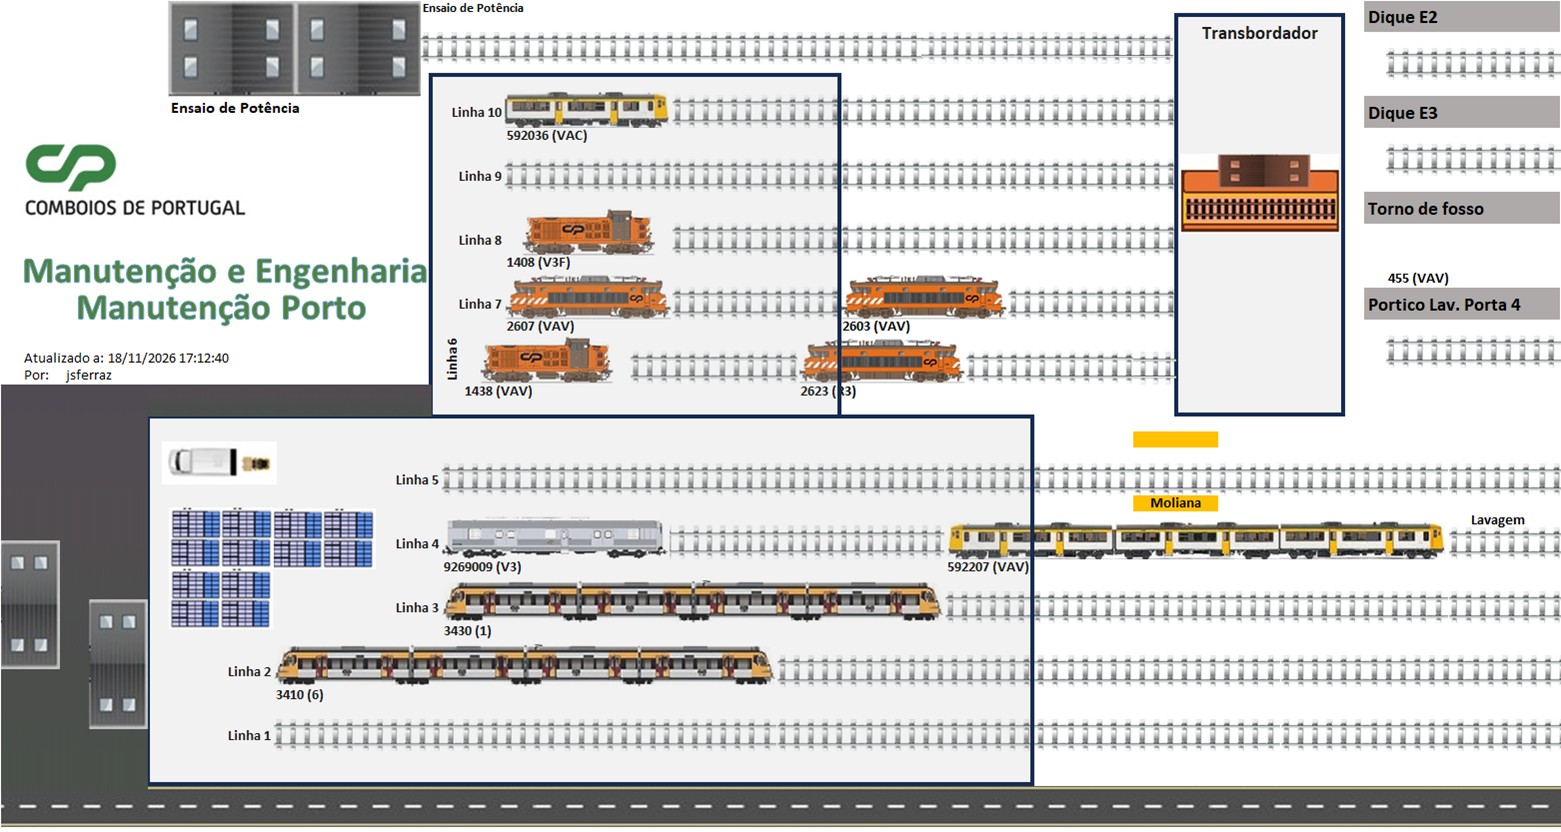 Ensaio de Potência
Transbordador
Dique E2
Ensaio de Potência
Linha 10
592036 (VAC)
Dique E3
CP
COMBOIOS DE PORTUGAL
Linha 9
Torno de fosso
Linha 8
1408 (V3F)
Manutenção e Engenharia
Manutenção Porto
455 (VAV)
Linha 7
2607 (VAV)
2603 (VAV)
Portico Lav. Porta 4
Atualizado a: 18/11/2026 17:12:40
Por: jsferraz
Linha 6
1438 (VAV)
2623 (R3)
Linha 5
Moliana
Lavagem
Linha 4
9269009 (V3)
592207 (VAV)
Linha 3
3430 (1)
Linha 2
3410 (6)
Linha 1